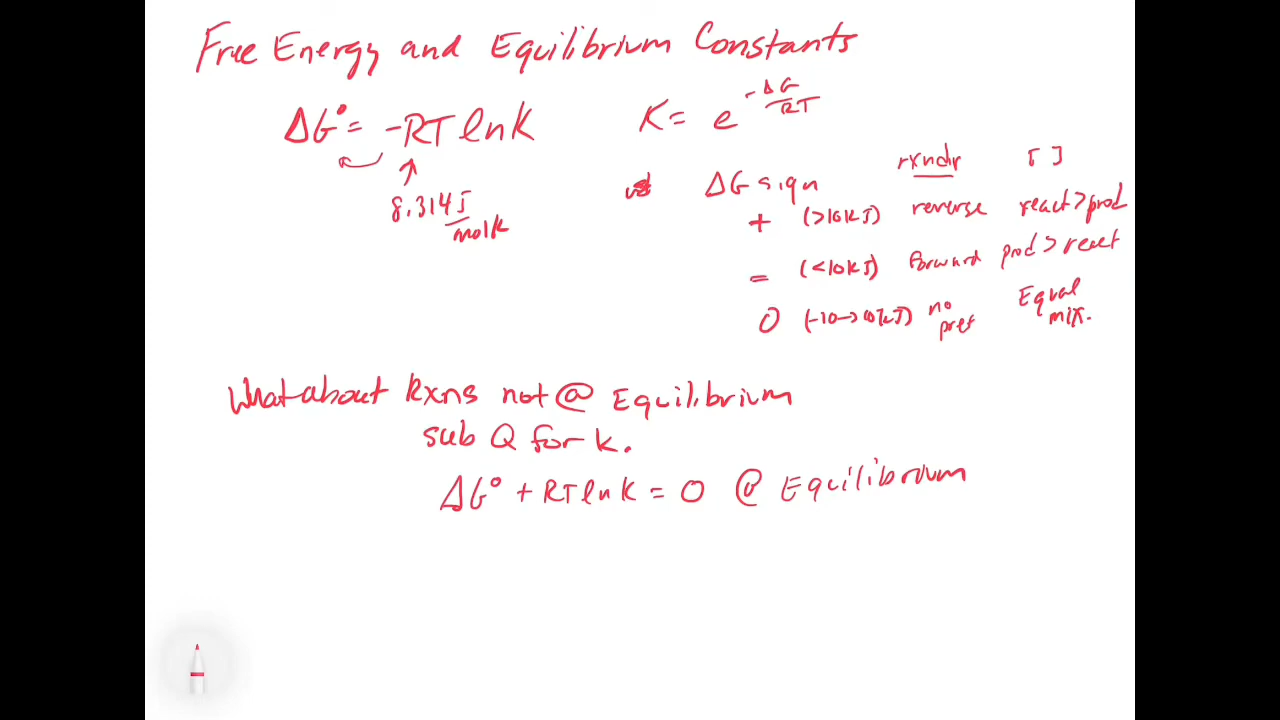 Free Energy and Equilibrium Constants
ΔG° = -RT ln K
K = e^(-ΔG/RT)
8.314 J/mol K
rxn dir [ ]
ΔG sign
+ (>10 kJ) reverse react > prod
= (<10 kJ) forward prod > react
0 (-10 → 10 kJ) no pref Equal mix.
What about Rxns not @ Equilibrium
sub Q for K.
ΔG° + RT ln K = 0 @ Equilibrium